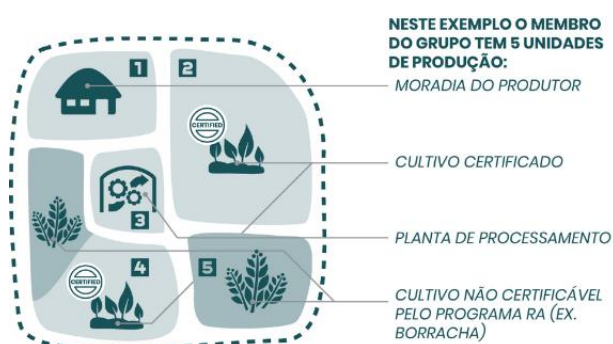 NESTE EXEMPLO O MEMBRO
DO GRUPO TEM 5 UNIDADES
DE PRODUÇÃO:
MORADIA DO PRODUTOR
CULTIVO CERTIFICADO
PLANTA DE PROCESSAMENTO
CULTIVO NÃO CERTIFICÁVEL
PELO PROGRAMA RA (EX.
BORRACHA)
1
2
CERTIFIED
3
4
5
CERTIFIED